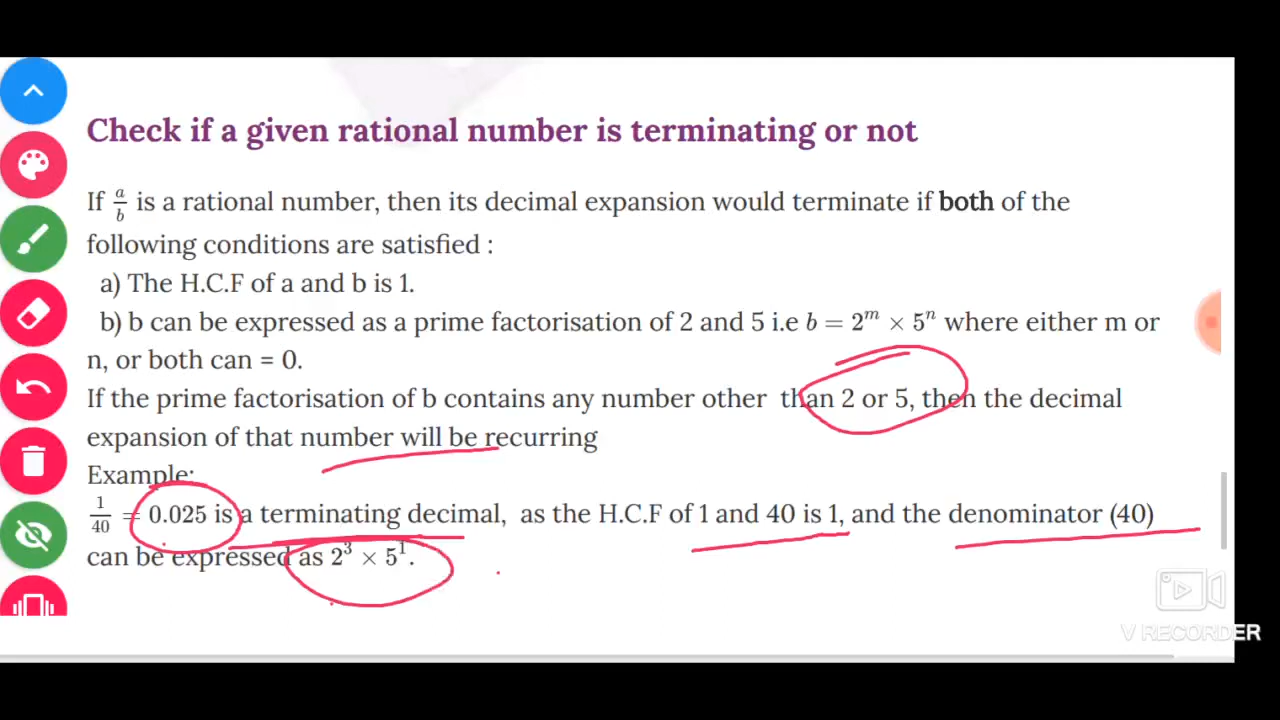 Check if a given rational number is terminating or not
If a/b is a rational number, then its decimal expansion would terminate if both of the
following conditions are satisfied :
a) The H.C.F of a and b is 1.
b) b can be expressed as a prime factorisation of 2 and 5 i.e b = 2^m × 5^n where either m or
n, or both can = 0.
If the prime factorisation of b contains any number other than 2 or 5, then the decimal
expansion of that number will be recurring
Example:
1/40 = 0.025 is a terminating decimal, as the H.C.F of 1 and 40 is 1, and the denominator (40)
can be expressed as 2³ × 5¹.
V RECORDER